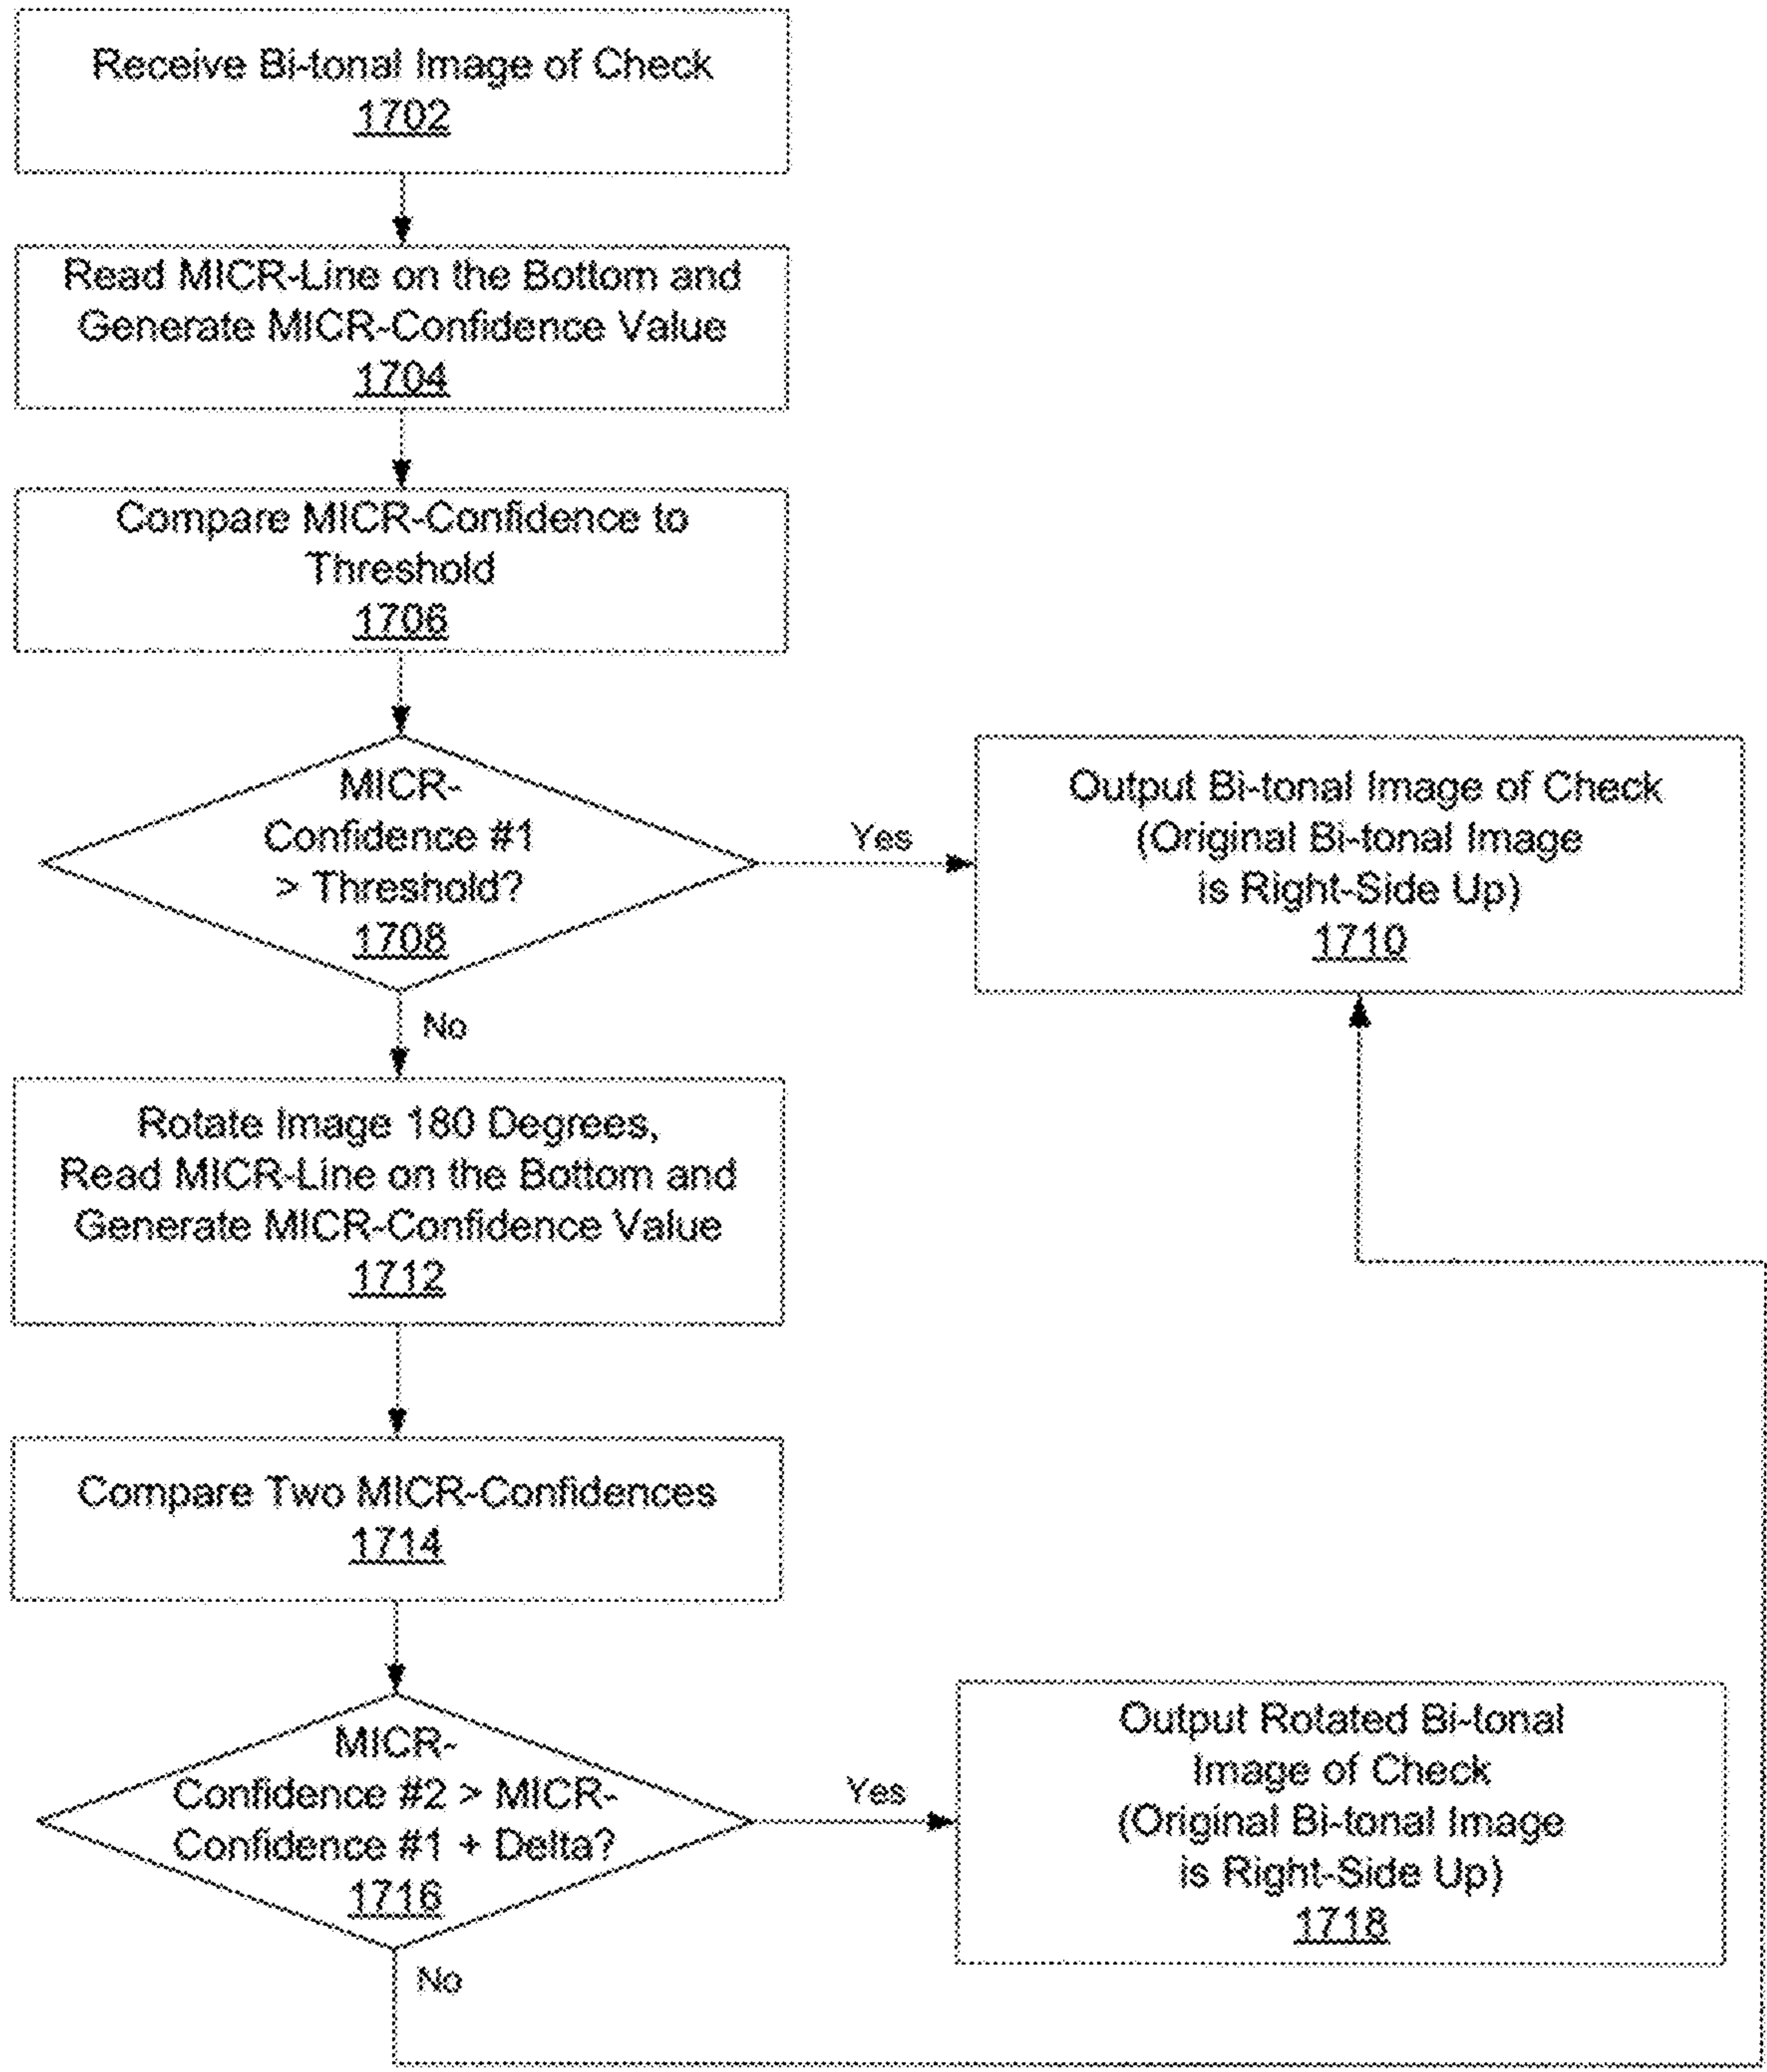 Receive Bi-tonal Image of Check
1702
Read MICR-Line on the Bottom and
Generate MICR-Confidence Value
1704
Compare MICR-Confidence to
Threshold
1706
MICR-
Confidence #1
> Threshold?
1708
Yes
Output Bi-tonal Image of Check
(Original Bi-tonal Image
is Right-Side Up)
1710
No
Rotate Image 180 Degrees,
Read MICR-Line on the Bottom and
Generate MICR-Confidence Value
1712
Compare Two MICR-Confidences
1714
MICR-
Confidence #2 > MICR-
Confidence #1 + Delta?
1716
Yes
Output Rotated Bi-tonal
Image of Check
(Original Bi-tonal Image
is Right-Side Up)
1718
No